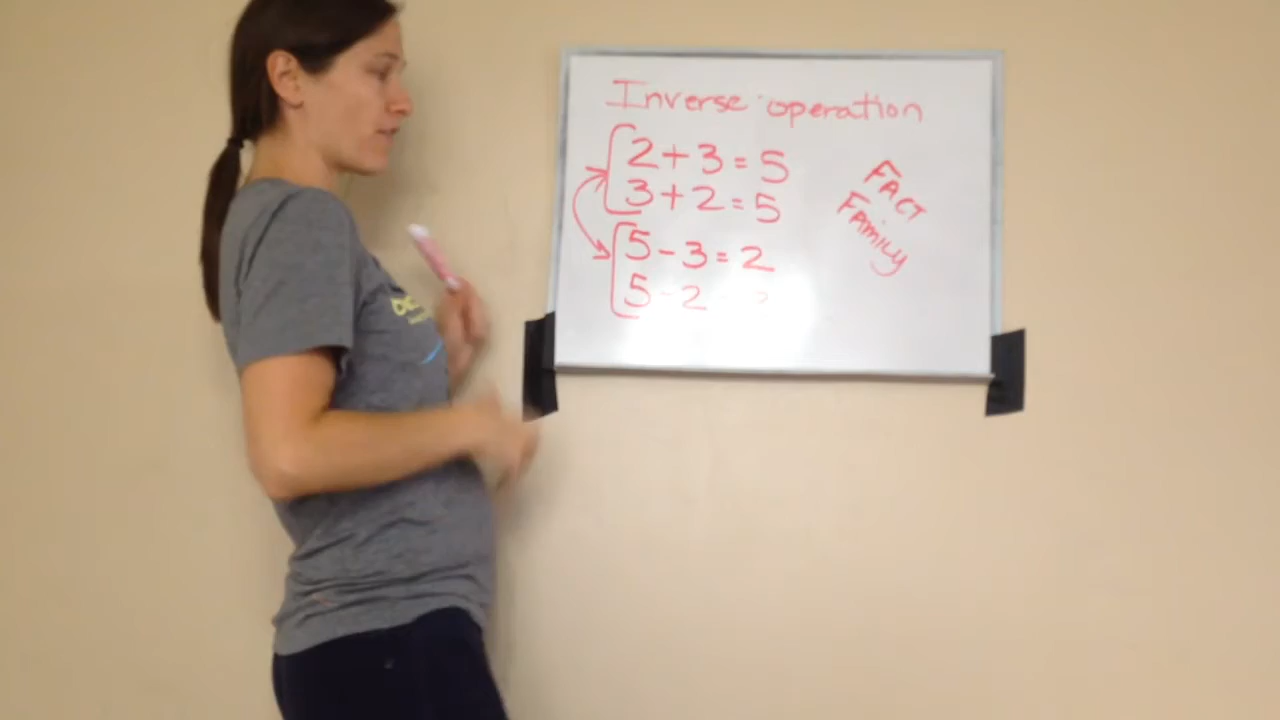 Inverse operation
2 + 3 = 5
3 + 2 = 5
5 - 3 = 2
5 - 2
FACT
FAMILY